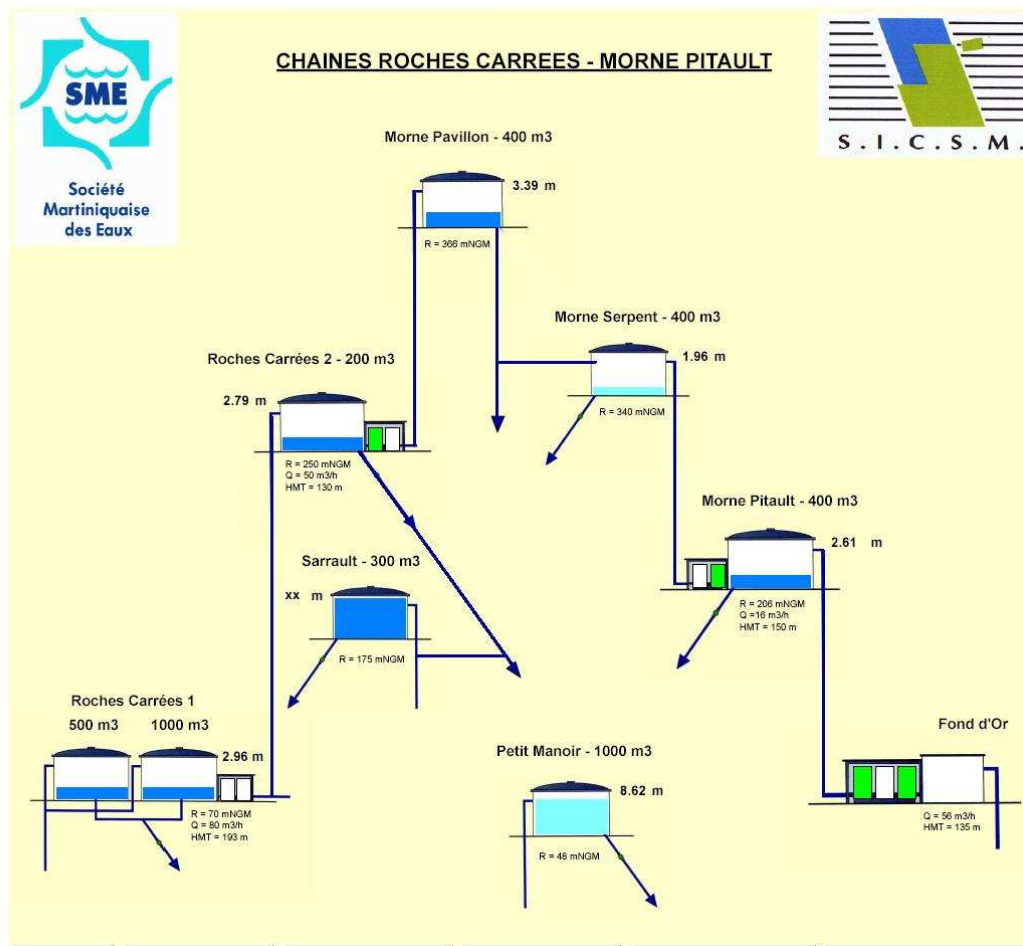 SME
Société
Martiniquaise
des Eaux
CHAINES ROCHES CARREES - MORNE PITAULT
S.I.C.S.M.
Morne Pavillon - 400 m3
3.39 m
R = 366 mNGM
Morne Serpent - 400 m3
1.96 m
R = 340 mNGM
Roches Carrées 2 - 200 m3
2.79 m
R = 250 mNGM
Q = 50 m3/h
HMT = 130 m
Morne Pitault - 400 m3
2.61 m
R = 206 mNGM
Q =16 m3/h
HMT = 150 m
Sarrault - 300 m3
xx m
R = 175 mNGM
Roches Carrées 1
500 m3 1000 m3
2.96 m
R = 70 mNGM
Q = 80 m3/h
HMT = 193 m
Petit Manoir - 1000 m3
8.62 m
R = 48 mNGM
Fond d'Or
Q = 56 m3/h
HMT = 135 m